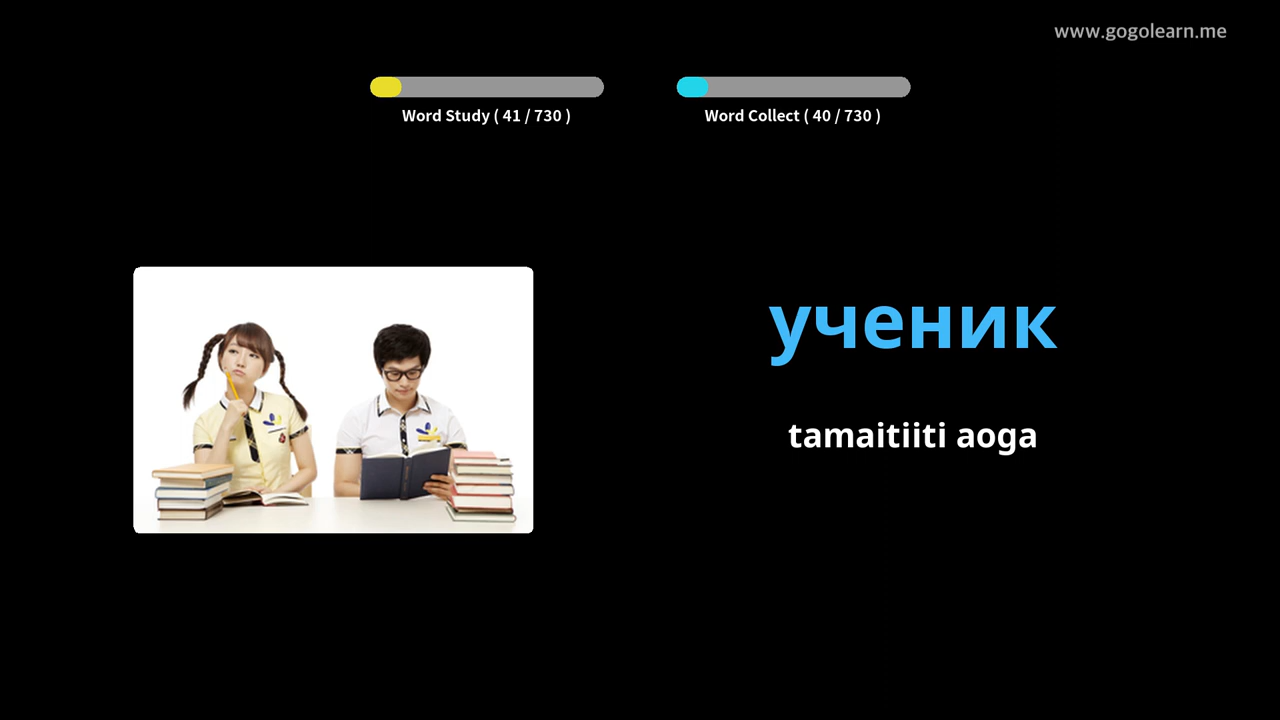 www.gogolearn.me
Word Study ( 41 / 730 )
Word Collect ( 40 / 730 )
ученик
tamaitiiti aoga